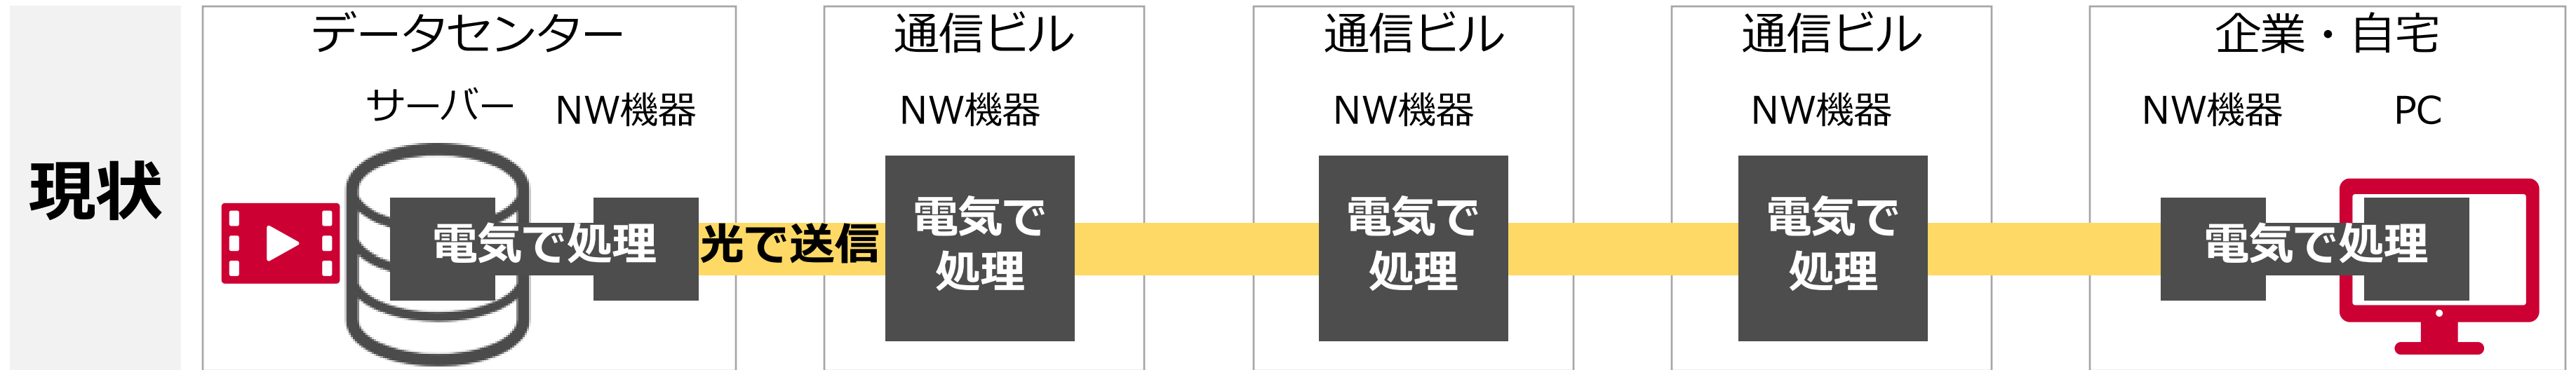 現状
データセンター
サーバー
NW機器
電気で処理
光で送信
通信ビル
NW機器
電気で
処理
通信ビル
NW機器
電気で
処理
通信ビル
NW機器
電気で
処理
企業・自宅
NW機器
PC
電気で処理